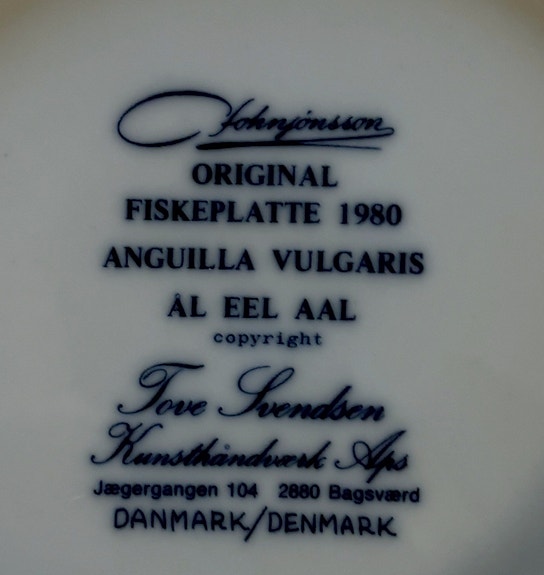 Johnjónsson
ORIGINAL
FISKEPLATTE 1980
ANGUILLA VULGARIS
ÅL EEL AAL
copyright
Tove Svendsen
Kunsthåndværk Aps
Jægergangen 104 2880 Bagsværd
DANMARK/DENMARK